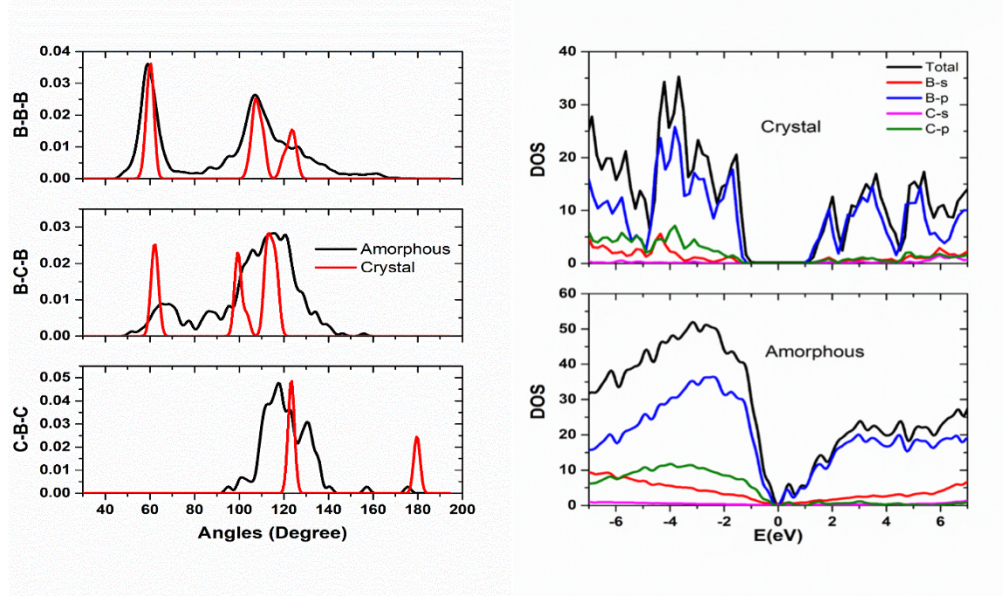 0.04
0.03
0.02
0.01
0.00
B-B-B
0.03
0.02
0.01
0.00
B-C-B
Amorphous
Crystal
0.05
0.04
0.03
0.02
0.01
0.00
C-B-C
40 60 80 100 120 140 160 180 200
Angles (Degree)
40
30
20
10
0
DOS
Crystal
Total
B-s
B-p
C-s
C-p
60
50
40
30
20
10
0
DOS
Amorphous
-6 -4 -2 0 2 4 6
E(eV)